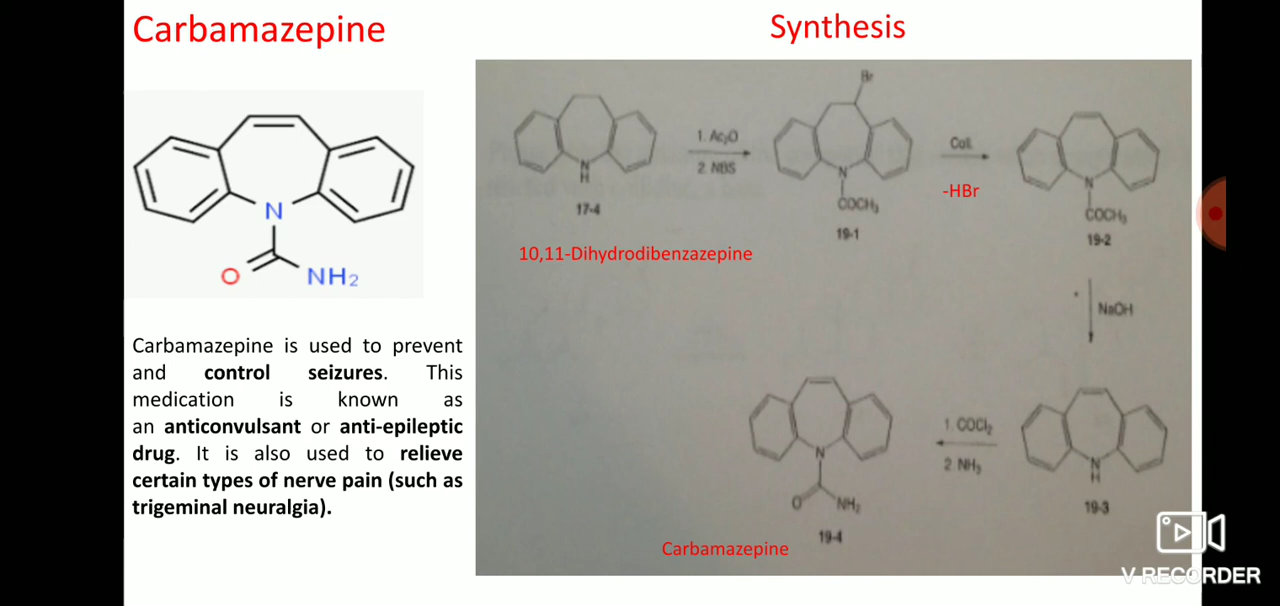 Carbamazepine
Synthesis
N
O
NH2
Carbamazepine is used to prevent
and control seizures. This
medication is known as
an anticonvulsant or anti-epileptic
drug. It is also used to relieve
certain types of nerve pain (such as
trigeminal neuralgia).
N
H
17-4
10,11-Dihydrodibenzazepine
1. Ac2O
2. NBS
Br
N
COCH3
19-1
Coll.
-HBr
N
COCH3
19-2
NaOH
N
H
19-3
1. COCl2
2. NH3
N
O
NH2
19-4
Carbamazepine
V RECORDER